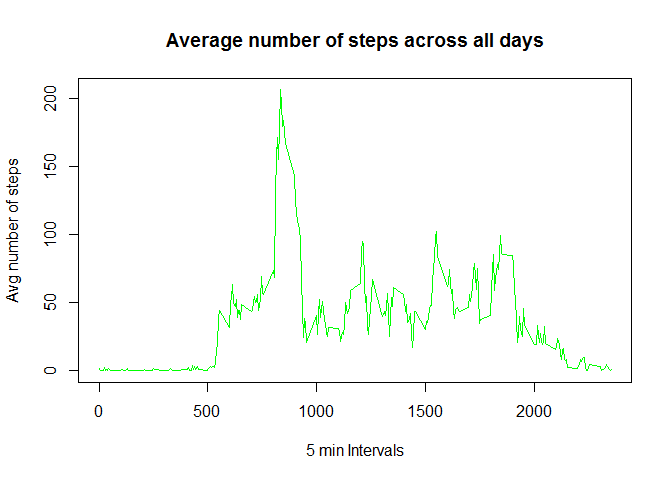 Average number of steps across all days
Avg number of steps
200
150
100
50
0
0 500 1000 1500 2000
5 min Intervals